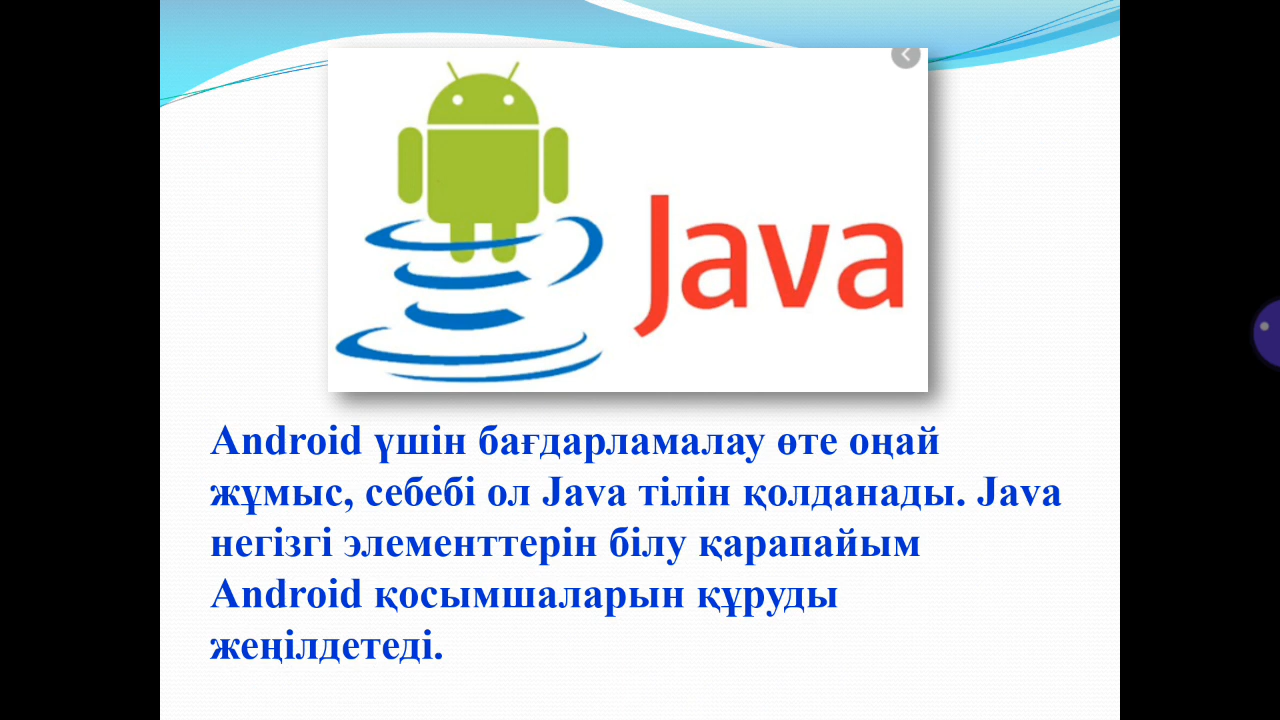 Java
Android үшін бағдарламалау өте оңай
жұмыс, себебі ол Java тілін қолданады. Java
негізгі элементтерін білу қарапайым
Android қосымшаларын құруды
жеңілдетеді.